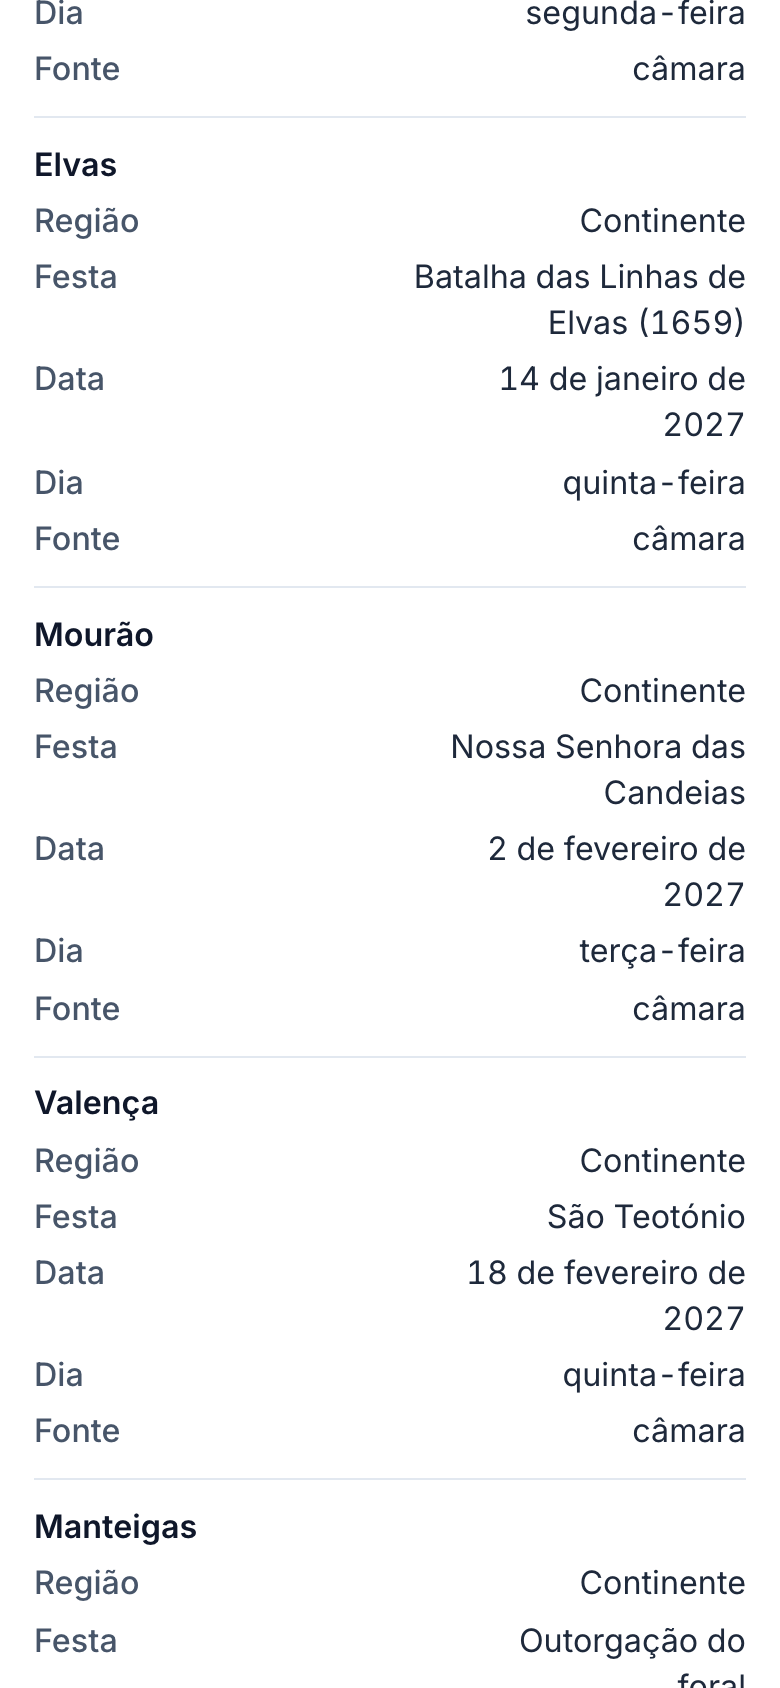 Dia segunda-feira
Fonte câmara
Elvas
Região Continente
Festa Batalha das Linhas de
Elvas (1659)
Data 14 de janeiro de
2027
Dia quinta-feira
Fonte câmara
Mourão
Região Continente
Festa Nossa Senhora das
Candeias
Data 2 de fevereiro de
2027
Dia terça-feira
Fonte câmara
Valença
Região Continente
Festa São Teotónio
Data 18 de fevereiro de
2027
Dia quinta-feira
Fonte câmara
Manteigas
Região Continente
Festa Outorgação do
foral